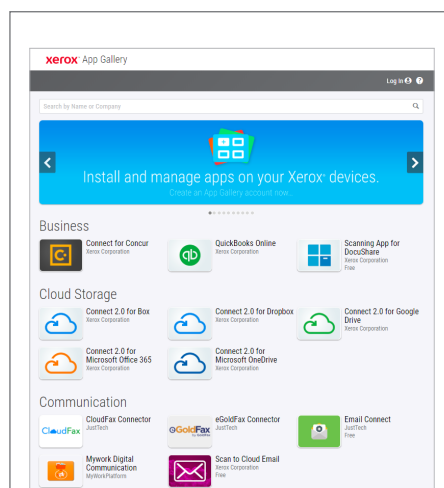 xerox™ App Gallery
Log In
Search by Name or Company
Install and manage apps on your Xerox® devices.
Create an App Gallery account now.
Business
Connect for Concur
Xerox Corporation
QuickBooks Online
Xerox Corporation
Scanning App for
DocuShare
Xerox Corporation
Free
Cloud Storage
Connect 2.0 for Box
Xerox Corporation
Connect 2.0 for Dropbox
Xerox Corporation
Connect 2.0 for Google
Drive
Xerox Corporation
Connect 2.0 for
Microsoft Office 365
Xerox Corporation
Connect 2.0 for
Microsoft OneDrive
Xerox Corporation
Communication
CloudFax
CloudFax Connector
JustTech
GoldFax
eGoldFax Connector
JustTech
Email Connect
JustTech
Free
Mywork Digital
Communication
MyWorkPlatform
Scan to Cloud Email
Xerox Corporation
Free